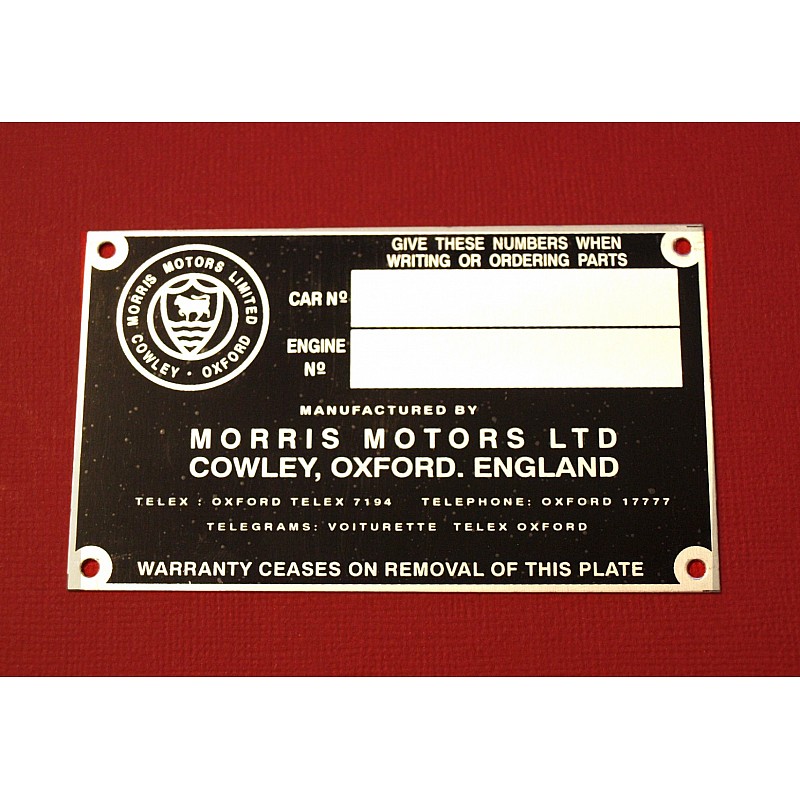 GIVE THESE NUMBERS WHEN
WRITING OR ORDERING PARTS
MORRIS MOTORS LIMITED
COWLEY · OXFORD
CAR Nº
ENGINE
Nº
MANUFACTURED BY
MORRIS MOTORS LTD
COWLEY, OXFORD. ENGLAND
TELEX : OXFORD TELEX 7194 TELEPHONE: OXFORD 17777
TELEGRAMS: VOITURETTE TELEX OXFORD
WARRANTY CEASES ON REMOVAL OF THIS PLATE